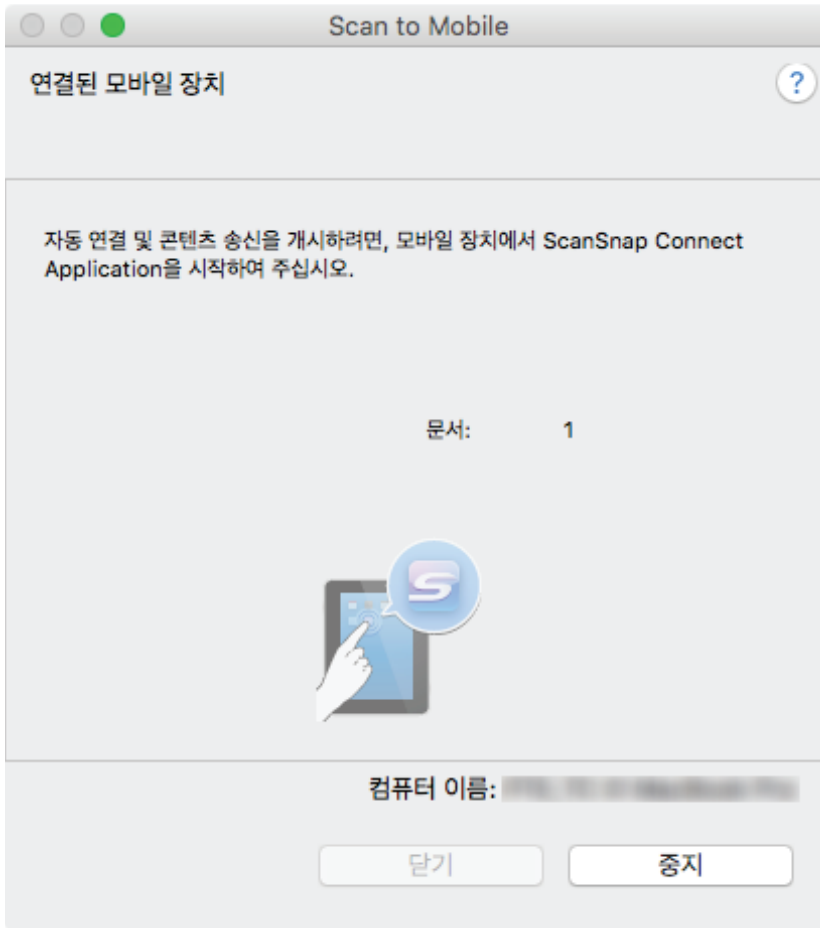 Scan to Mobile
연결된 모바일 장치
?
자동 연결 및 콘텐츠 송신을 개시하려면, 모바일 장치에서 ScanSnap Connect
Application을 시작하여 주십시오.
문서: 1
S
컴퓨터 이름:
닫기 중지